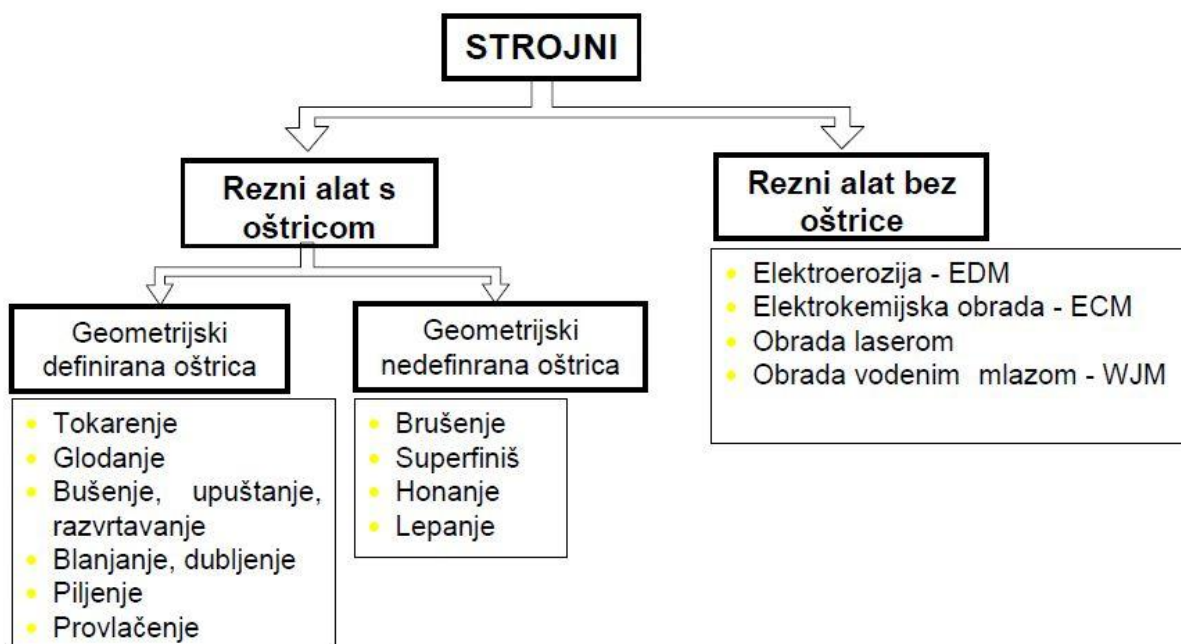 STROJNI
Rezni alat s
oštricom
Rezni alat bez
oštrice
Geometrijski
definirana oštrica
Geometrijski
nedefinrana oštrica
Elektroerozija - EDM
Elektrokemijska obrada - ECM
Obrada laserom
Obrada vodenim mlazom - WJM
Tokarenje
Glodanje
Bušenje, upuštanje,
razvrtavanje
Blanjanje, dubljenje
Piljenje
Provlačenje
Brušenje
Superfiniš
Honanje
Lepanje